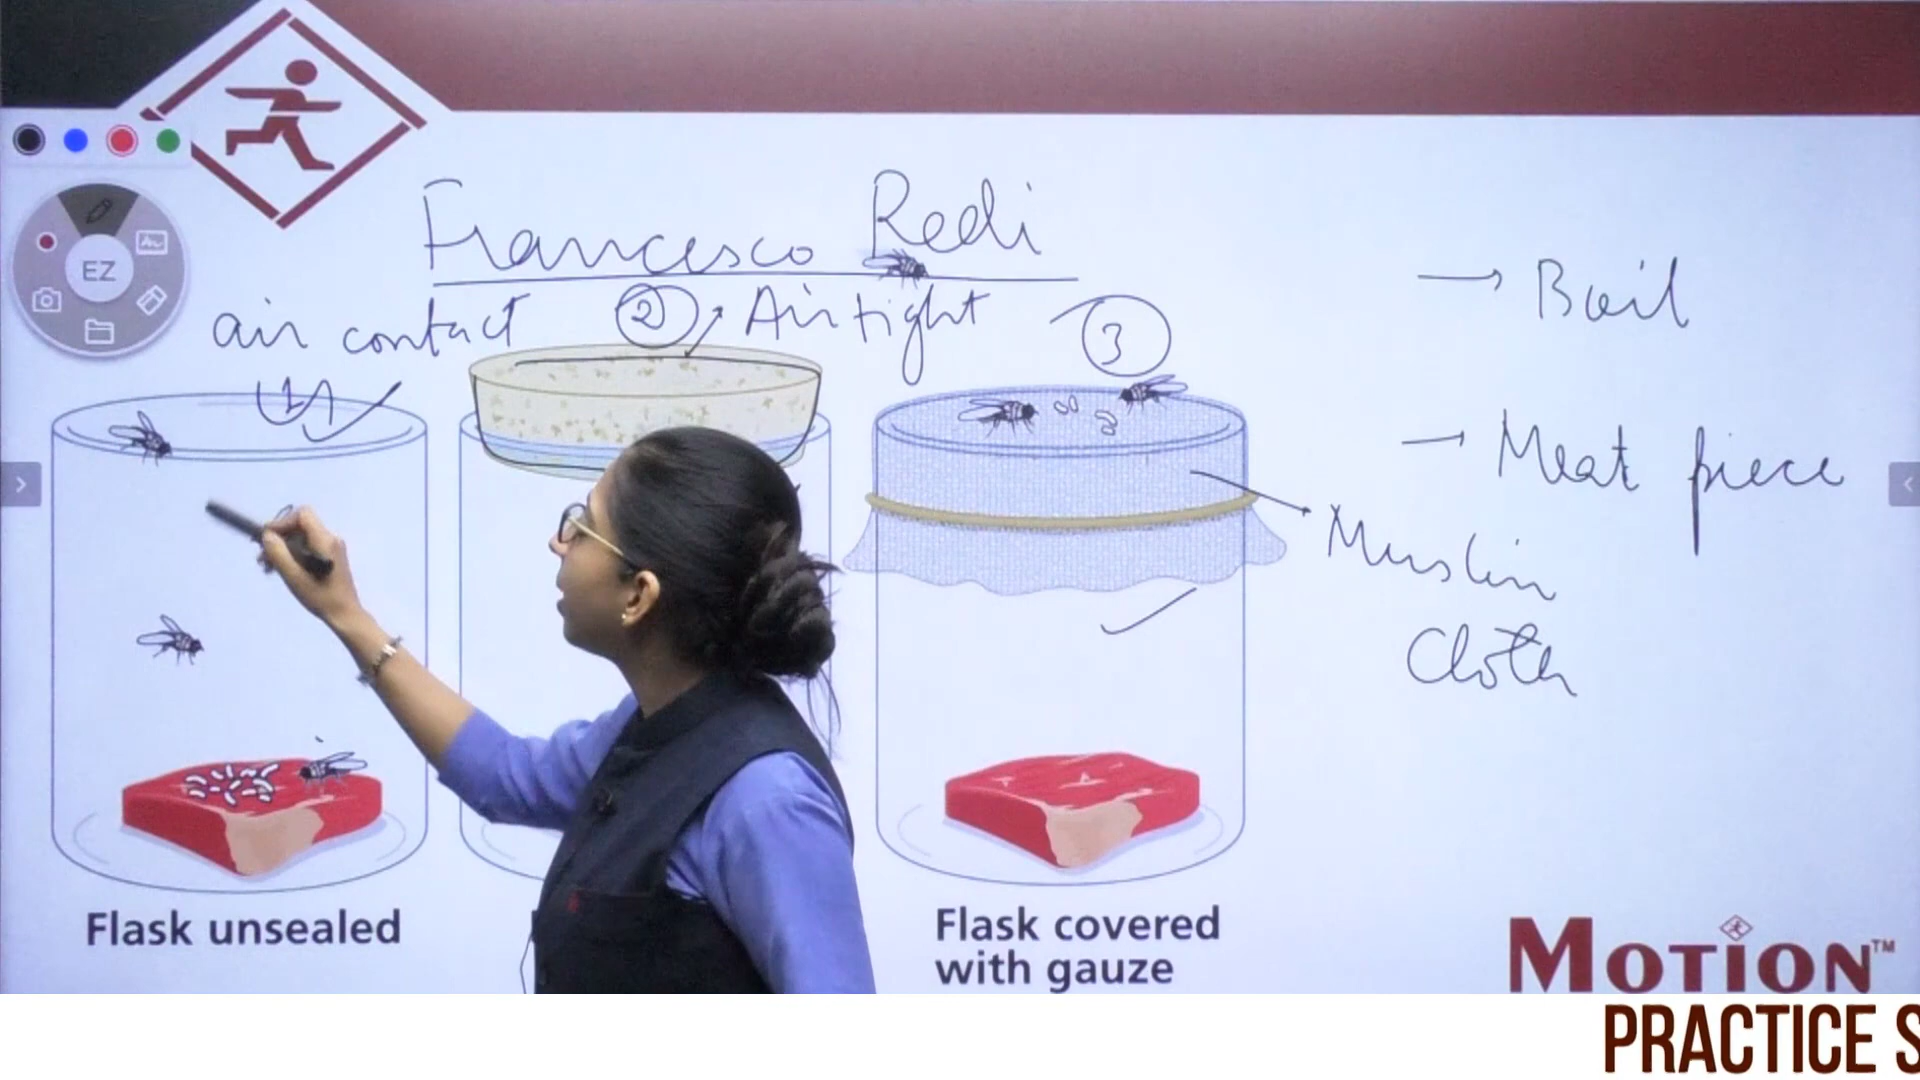 EZ
Francesco Redi
air contact
2
Airtight
3
1
→ Boil
→ Meat piece
Muslin
Cloth
Flask unsealed
Flask covered
with gauze
MOTION™
PRACTICE S